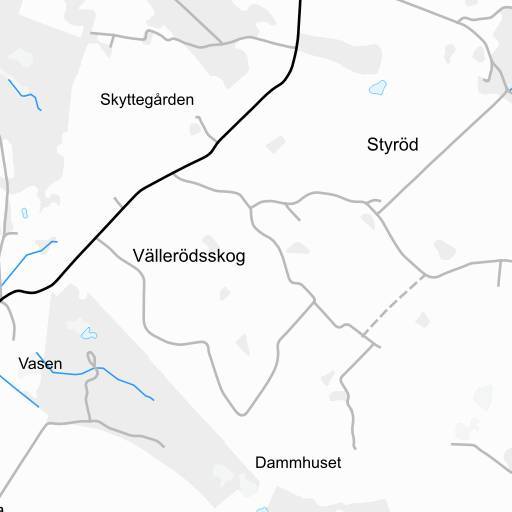 Skyttegården
Styröd
Vällerödsskog
Vasen
Dammhuset